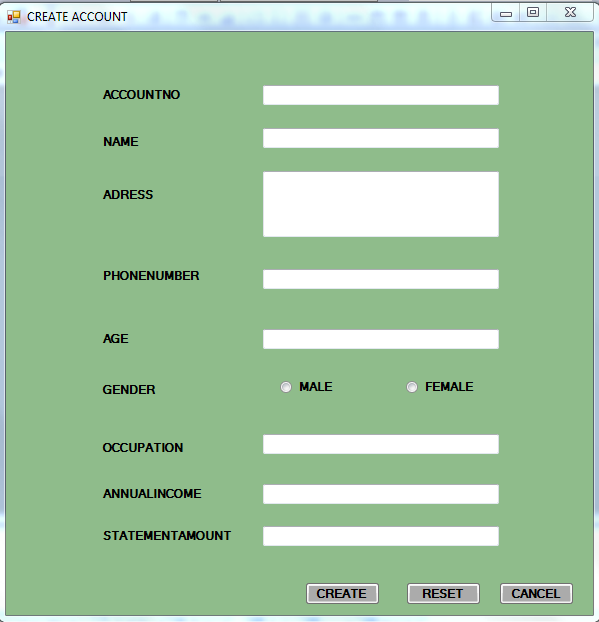 CREATE ACCOUNT
ACCOUNTNO
NAME
ADRESS
PHONENUMBER
AGE
GENDER MALE FEMALE
OCCUPATION
ANNUALINCOME
STATEMENTAMOUNT
CREATE RESET CANCEL